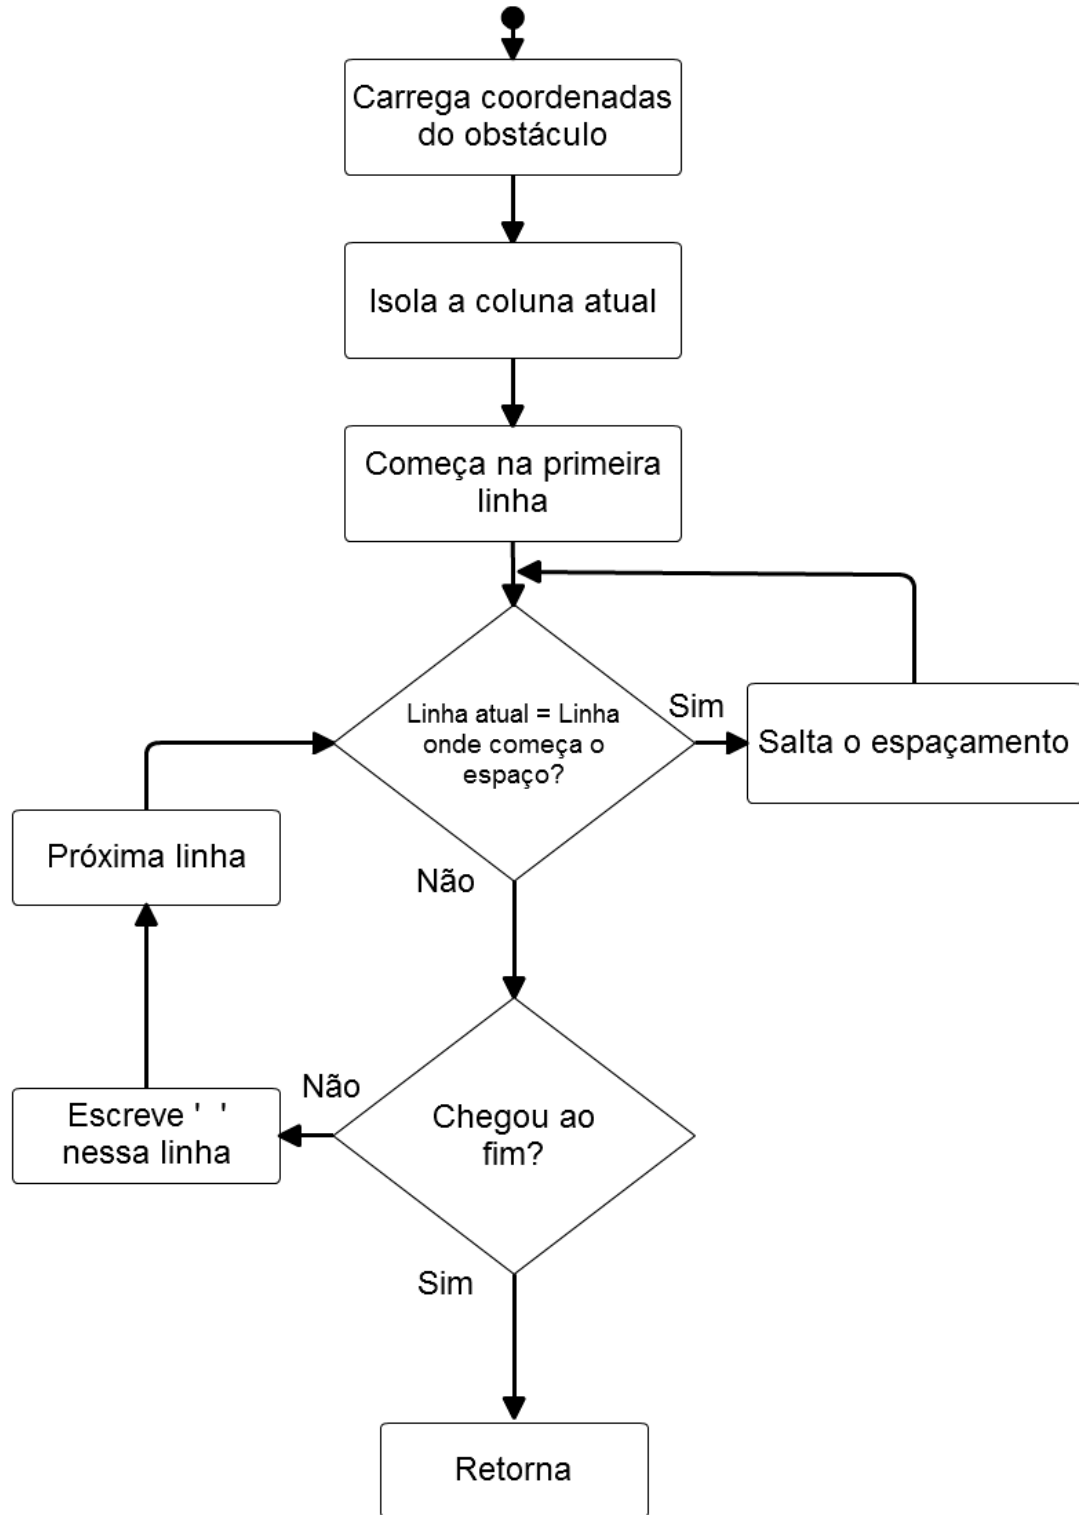 Carrega coordenadas
do obstáculo
Isola a coluna atual
Começa na primeira
linha
Linha atual = Linha
onde começa o
espaço?
Sim
Salta o espaçamento
Próxima linha
Não
Não
Chegou ao
fim?
Escreve '  '
nessa linha
Sim
Retorna